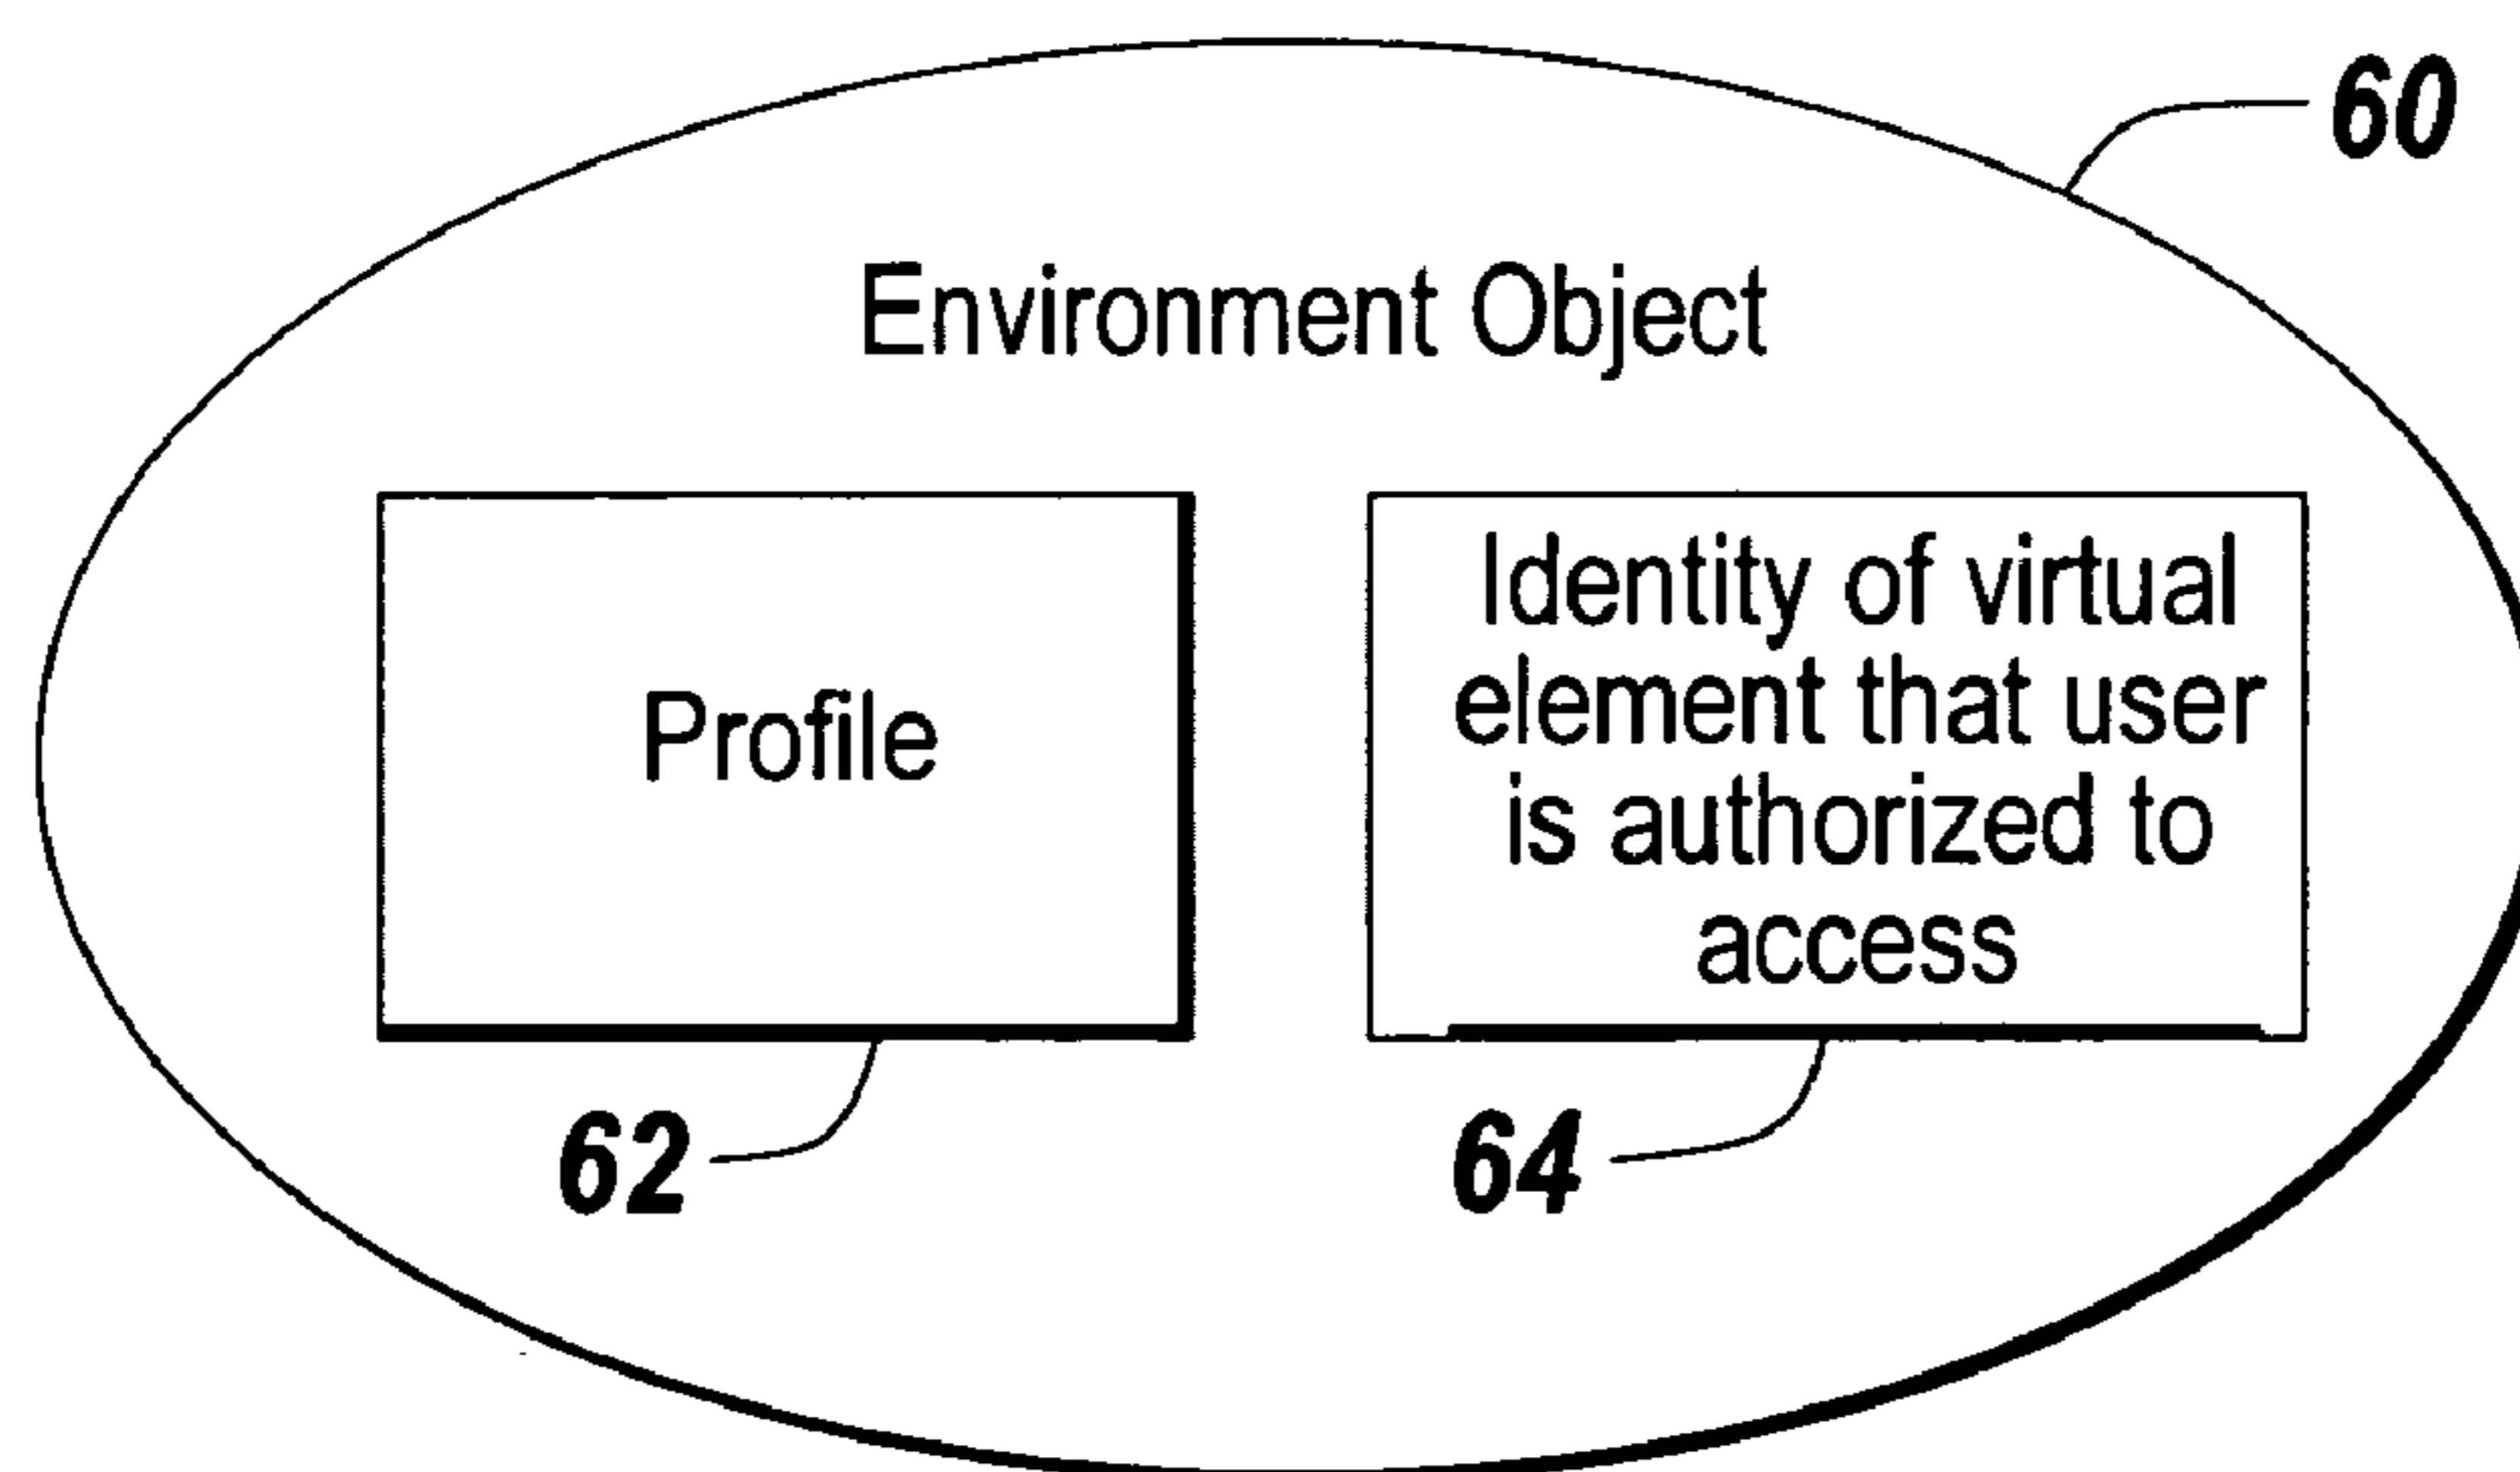 60
Environment Object
Profile
Identity of virtual
element that user
is authorized to
access
62
64